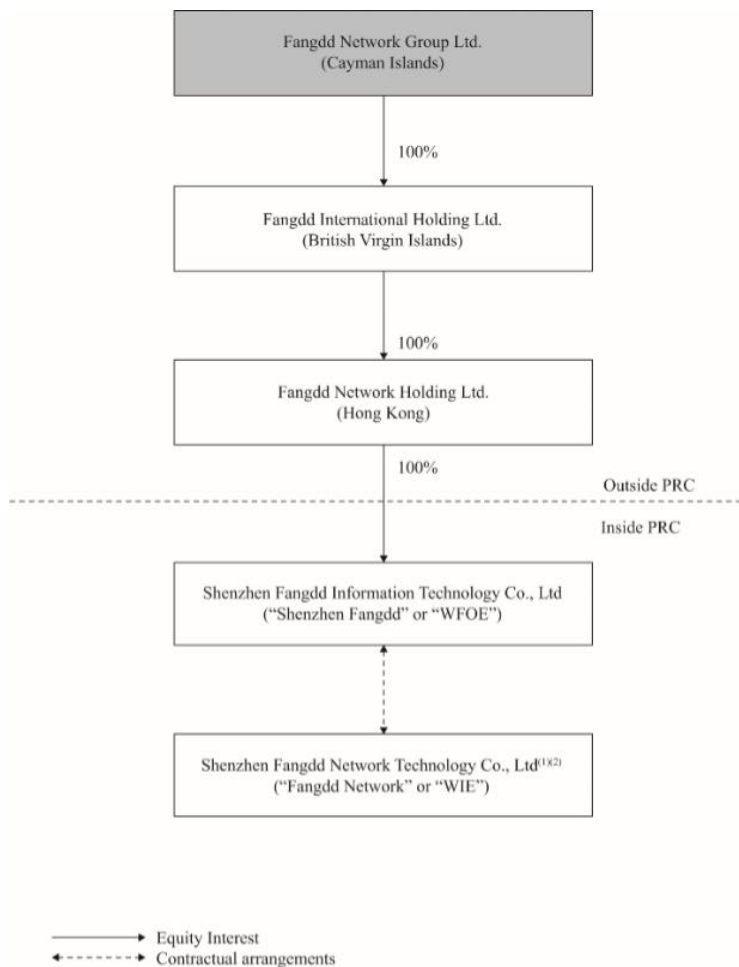 Fangdd Network Group Ltd.
(Cayman Islands)
100%
Fangdd International Holding Ltd.
(British Virgin Islands)
100%
Fangdd Network Holding Ltd.
(Hong Kong)
100%
Outside PRC
Inside PRC
Shenzhen Fangdd Information Technology Co., Ltd
(“Shenzhen Fangdd” or “WFOE”)
Shenzhen Fangdd Network Technology Co., Ltd(1)(2)
(“Fangdd Network” or “WIE”)
Equity Interest
Contractual arrangements